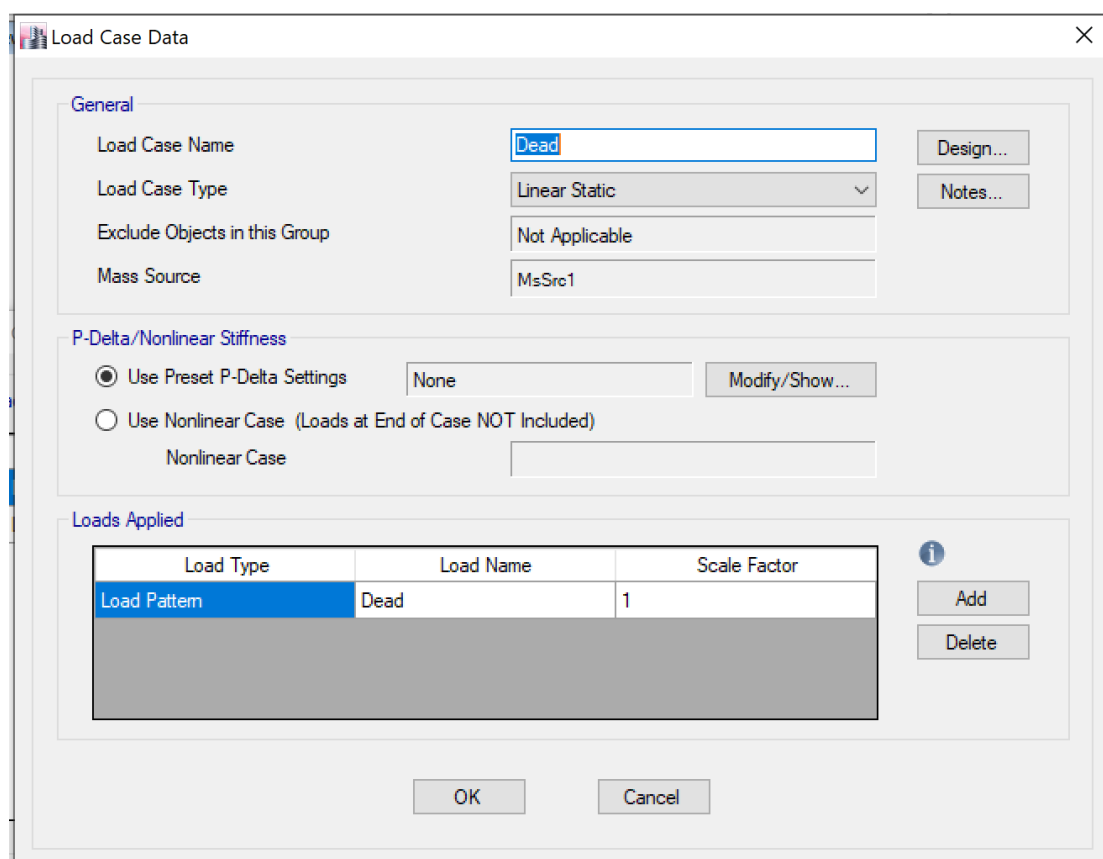 Load Case Data
General
Load Case Name
Dead
Design...
Load Case Type
Linear Static
Notes...
Exclude Objects in this Group
Not Applicable
Mass Source
MsSrc1
P-Delta/Nonlinear Stiffness
Use Preset P-Delta Settings
None
Modify/Show...
Use Nonlinear Case (Loads at End of Case NOT Included)
Nonlinear Case
Loads Applied
Load Type Load Name Scale Factor
Load Pattern Dead 1
Add
Delete
OK Cancel